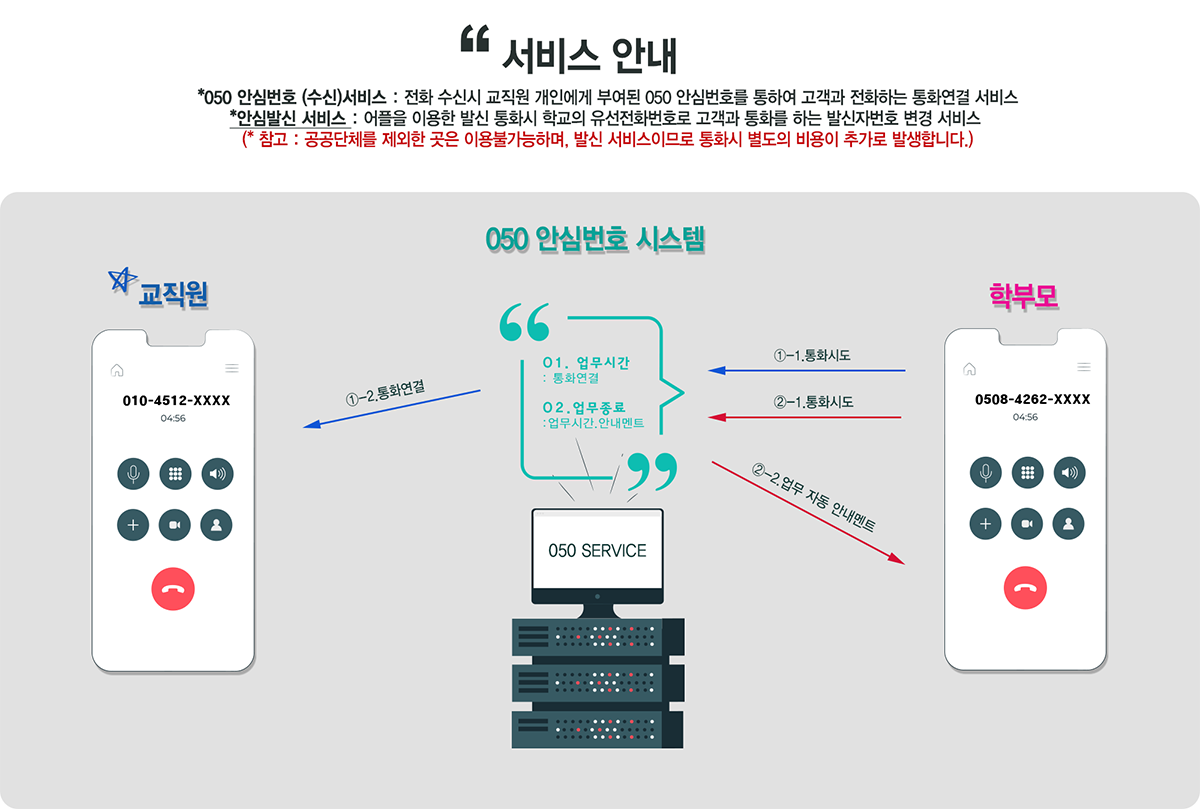 “ 서비스 안내
*050 안심번호 (수신)서비스 : 전화 수신시 교직원 개인에게 부여된 050 안심번호를 통하여 고객과 전화하는 통화연결 서비스
*안심발신 서비스 : 어플을 이용한 발신 통화시 학교의 유선전화번호로 고객과 통화를 하는 발신자번호 변경 서비스
(* 참고 : 공공단체를 제외한 곳은 이용불가능하며, 발신 서비스이므로 통화시 별도의 비용이 추가로 발생합니다.)
050 안심번호 시스템
교직원
010-4512-XXXX
04:56
①-2.통화연결
“
01. 업무시간
: 통화연결
02.업무종료
:업무시간.안내멘트
”
050 SERVICE
①-1.통화시도
②-1.통화시도
②-2.업무 자동 안내멘트
학부모
0508-4262-XXXX
04:56